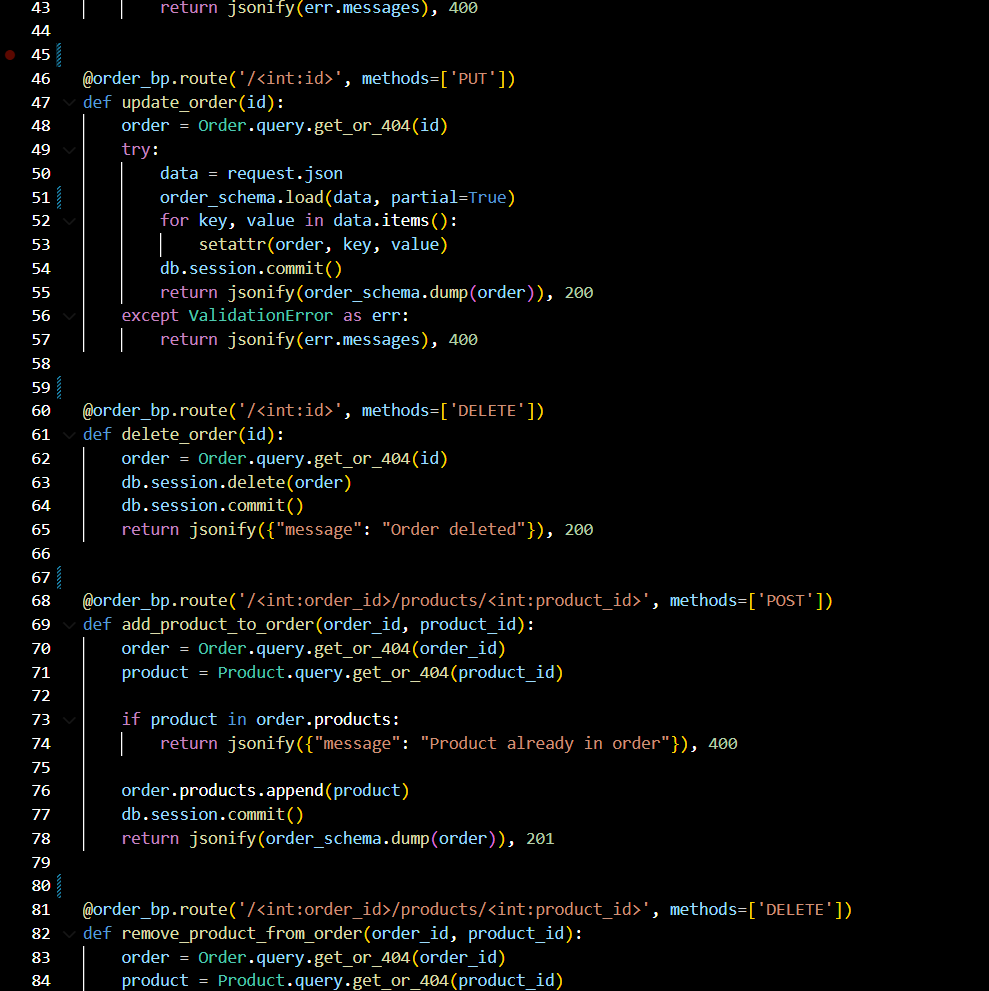 43 return jsonify(err.messages), 400
44
45
46 @order_bp.route('/<int:id>', methods=['PUT'])
47 def update_order(id):
48 order = Order.query.get_or_404(id)
49 try:
50 data = request.json
51 order_schema.load(data, partial=True)
52 for key, value in data.items():
53 setattr(order, key, value)
54 db.session.commit()
55 return jsonify(order_schema.dump(order)), 200
56 except ValidationError as err:
57 return jsonify(err.messages), 400
58
59
60 @order_bp.route('/<int:id>', methods=['DELETE'])
61 def delete_order(id):
62 order = Order.query.get_or_404(id)
63 db.session.delete(order)
64 db.session.commit()
65 return jsonify({"message": "Order deleted"}), 200
66
67
68 @order_bp.route('/<int:order_id>/products/<int:product_id>', methods=['POST'])
69 def add_product_to_order(order_id, product_id):
70 order = Order.query.get_or_404(order_id)
71 product = Product.query.get_or_404(product_id)
72
73 if product in order.products:
74 return jsonify({"message": "Product already in order"}), 400
75
76 order.products.append(product)
77 db.session.commit()
78 return jsonify(order_schema.dump(order)), 201
79
80
81 @order_bp.route('/<int:order_id>/products/<int:product_id>', methods=['DELETE'])
82 def remove_product_from_order(order_id, product_id):
83 order = Order.query.get_or_404(order_id)
84 product = Product.query.get_or_404(product_id)